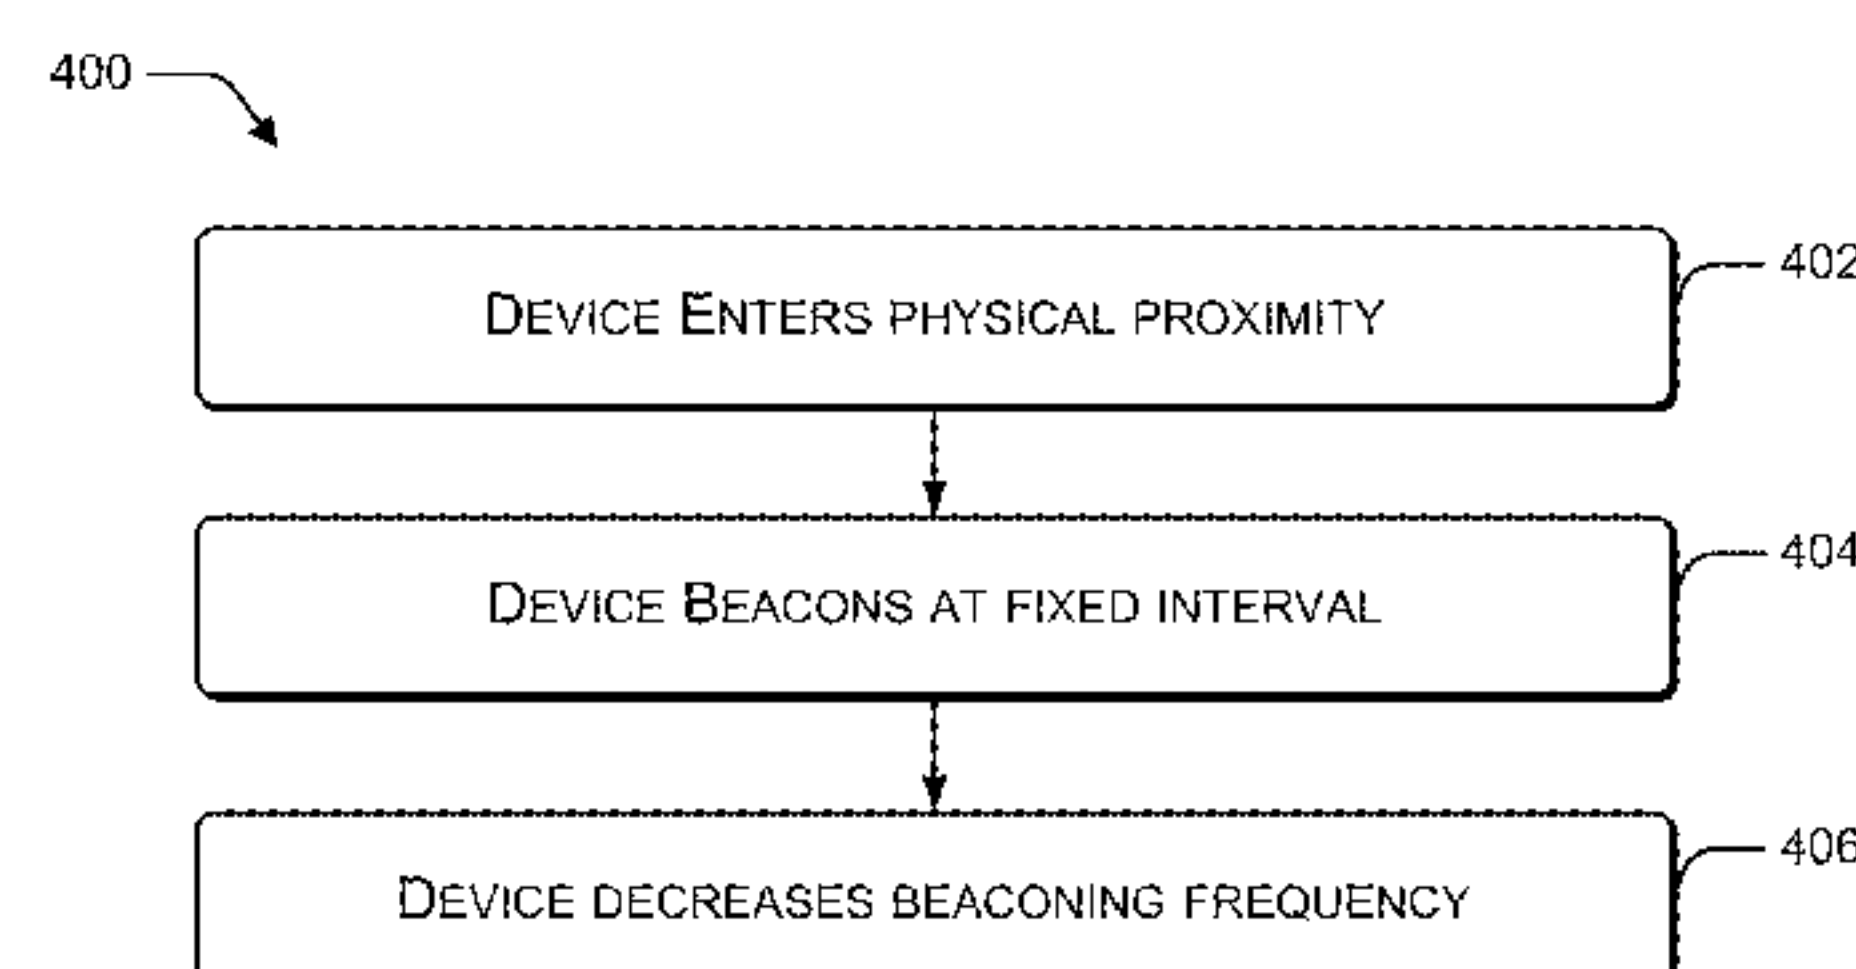 400
DEVICE ENTERS PHYSICAL PROXIMITY
402
DEVICE BEACONS AT FIXED INTERVAL
404
DEVICE DECREASES BEACONING FREQUENCY
406